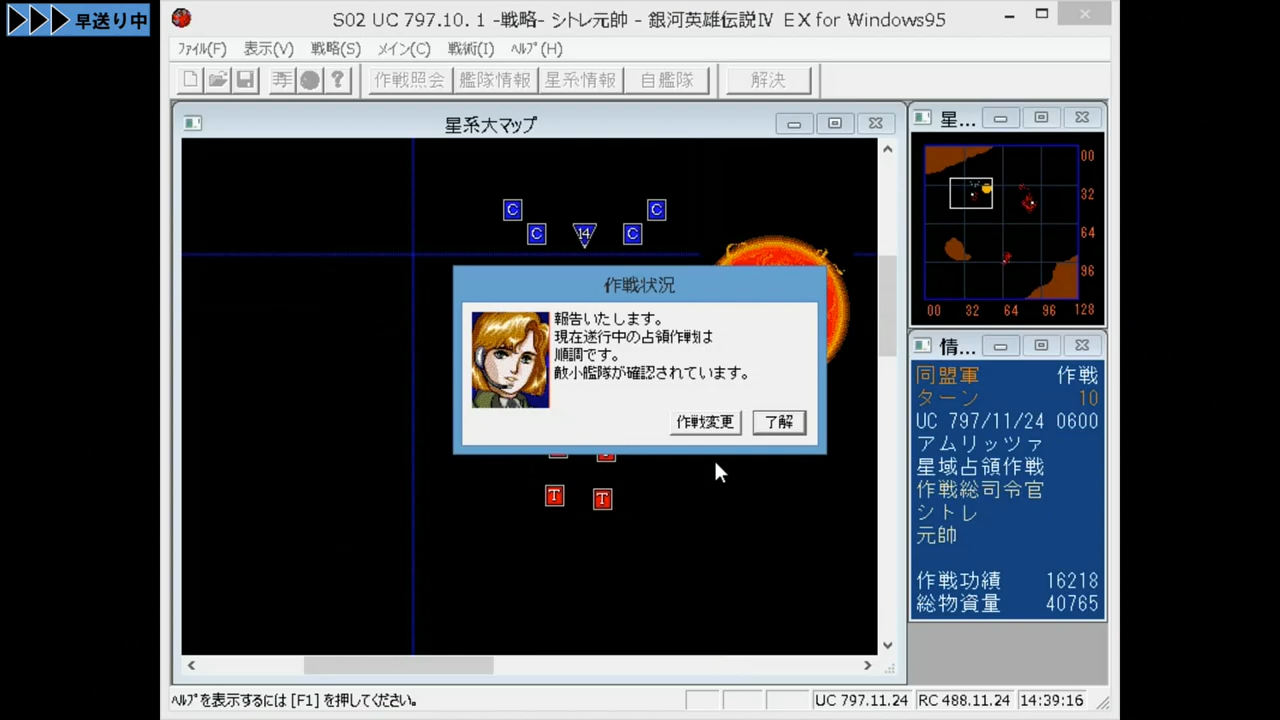 早送り中
S02 UC 797.10. 1 -戦略- シトレ元帥 - 銀河英雄伝説Ⅳ EX for Windows95
ﾌｧｲﾙ(F) 表示(V) 戦略(S) ﾒｲﾝ(C) 戦術(I) ﾍﾙﾌﾟ(H)
作戦照会 艦隊情報 星系情報 自艦隊 解決
星系大マップ
星...
C C
C 14 C
00
32
64
96
128
00 32 64 96
作戦状況
報告いたします。
現在遂行中の占領作戦は
順調です。
敵小艦隊が確認されています。
作戦変更 了解
T T
情...
同盟軍 作戦
ターン 10
UC 797/11/24 0600
アムリッツァ
星域占領作戦
作戦総司令官
シトレ
元帥
作戦功績 16218
総物資量 40765
ﾍﾙﾌﾟを表示するには [F1] を押してください。
UC 797.11.24 RC 488.11.24 14:39:16